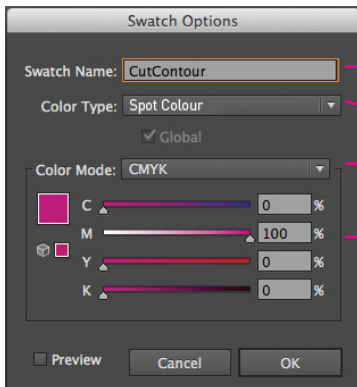 Swatch Options
Swatch Name: CutContour
Color Type: Spot Colour
Global
Color Mode: CMYK
C 0 %
M 100 %
Y 0 %
K 0 %
Preview Cancel OK